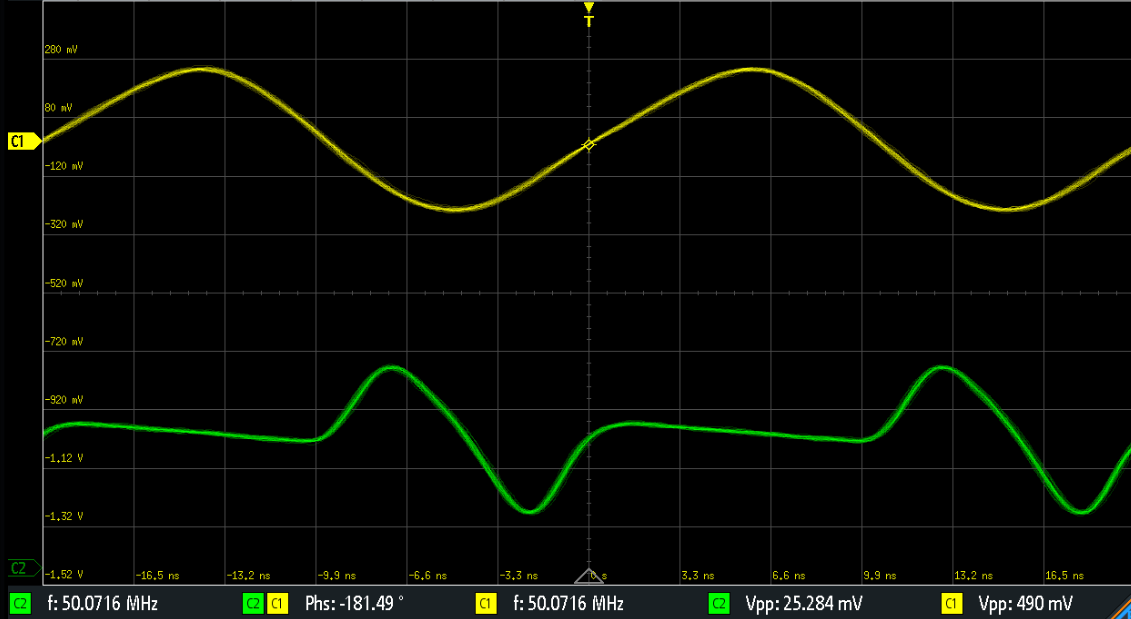 T
280 mV
80 mV
C1
-120 mV
-320 mV
-520 mV
-720 mV
-920 mV
-1.12 V
-1.32 V
C2
-1.52 V -16.5 ns -13.2 ns -9.9 ns -6.6 ns -3.3 ns 0 s 3.3 ns 6.6 ns 9.9 ns 13.2 ns 16.5 ns
C2 f: 50.0716 MHz C2 C1 Phs: -181.49 ° C1 f: 50.0716 MHz C2 Vpp: 25.284 mV C1 Vpp: 490 mV